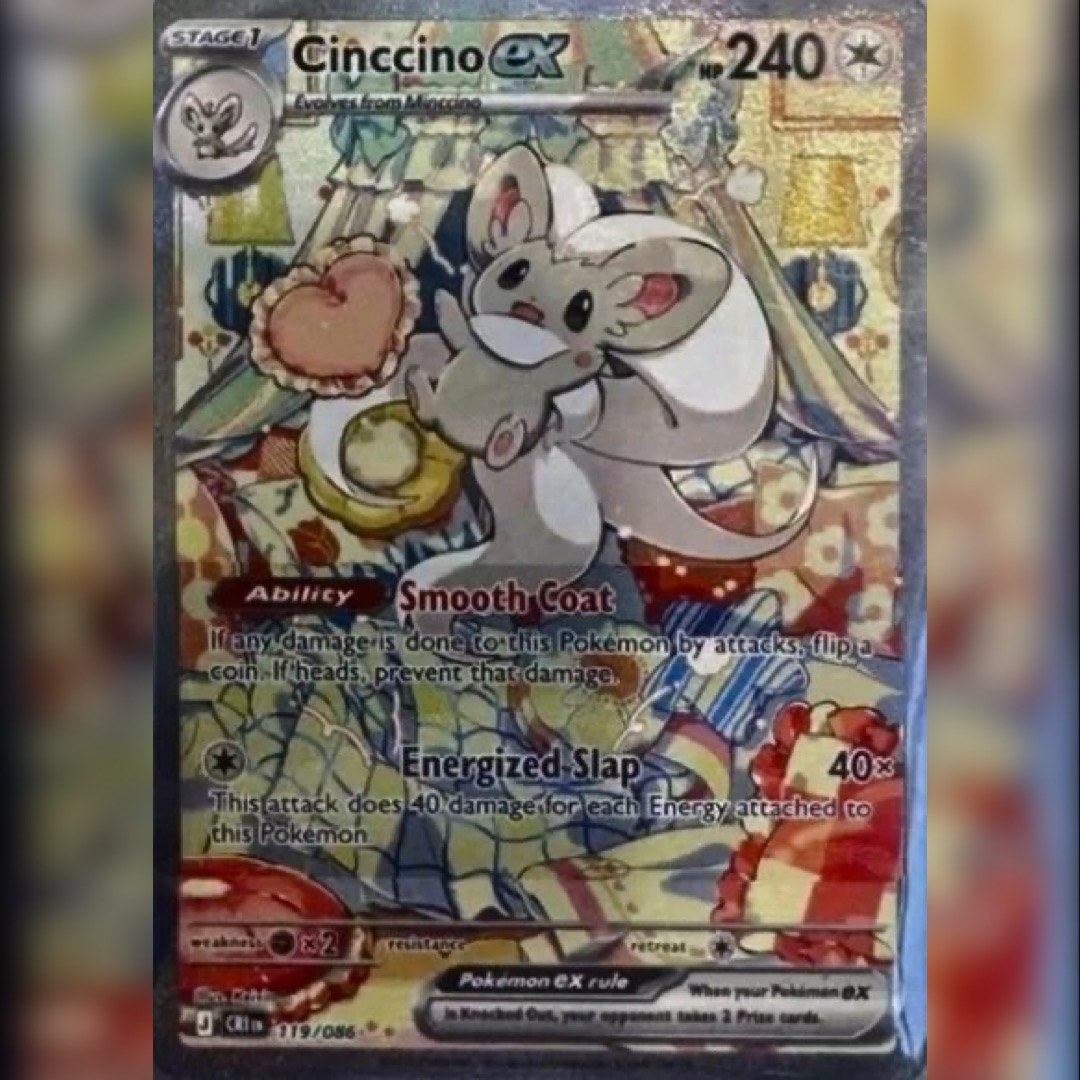 STAGE 1
Cinccino ex HP 240
Evolves from Minccino
Ability Smooth Coat
If any damage is done to this Pokémon by attacks, flip a
coin. If heads, prevent that damage.
Energized Slap 40×
This attack does 40 damage for each Energy attached to
this Pokémon.
weakness ×2 resistance retreat
Pokémon ex rule
When your Pokémon ex
is Knocked Out, your opponent takes 2 Prize cards.
Illus.
J CRI EN 119/086